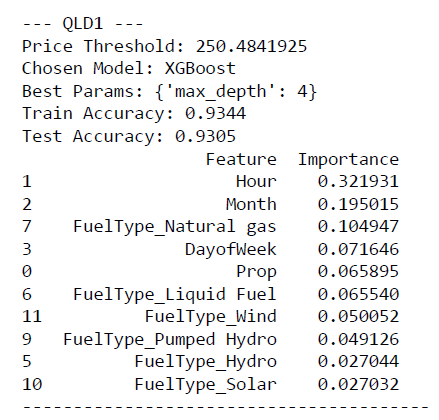 --- QLD1 ---
Price Threshold: 250.4841925
Chosen Model: XGBoost
Best Params: {'max_depth': 4}
Train Accuracy: 0.9344
Test Accuracy: 0.9305
Feature Importance
1 Hour 0.321931
2 Month 0.195015
7 FuelType_Natural gas 0.104947
3 DayofWeek 0.071646
0 Prop 0.065895
6 FuelType_Liquid Fuel 0.065540
11 FuelType_Wind 0.050052
9 FuelType_Pumped Hydro 0.049126
5 FuelType_Hydro 0.027044
10 FuelType_Solar 0.027032
----------------------------------------